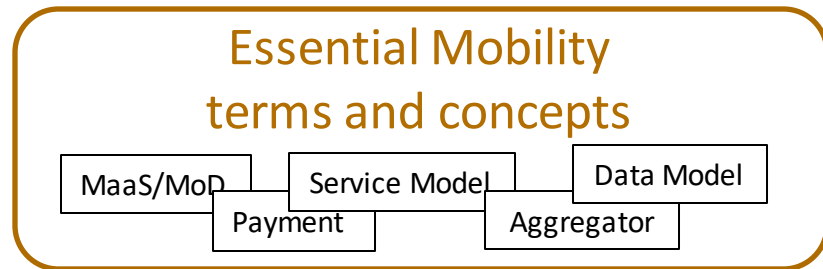 Essential Mobility
terms and concepts
MaaS/MoD
Service Model
Data Model
Payment
Aggregator